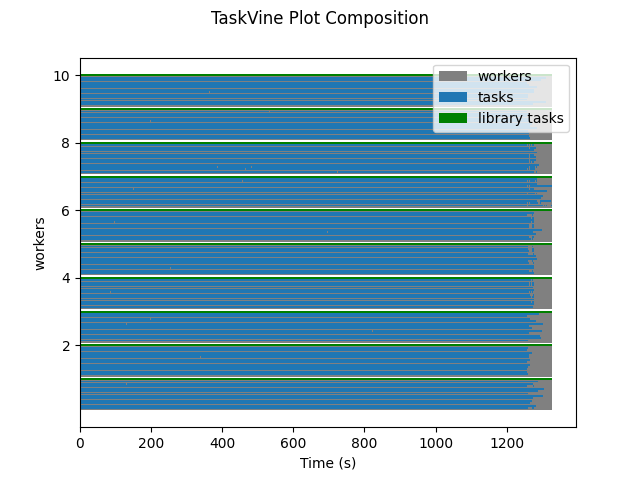 TaskVine Plot Composition
workers
tasks
library tasks
10
8
6
4
2
workers
0 200 400 600 800 1000 1200
Time (s)